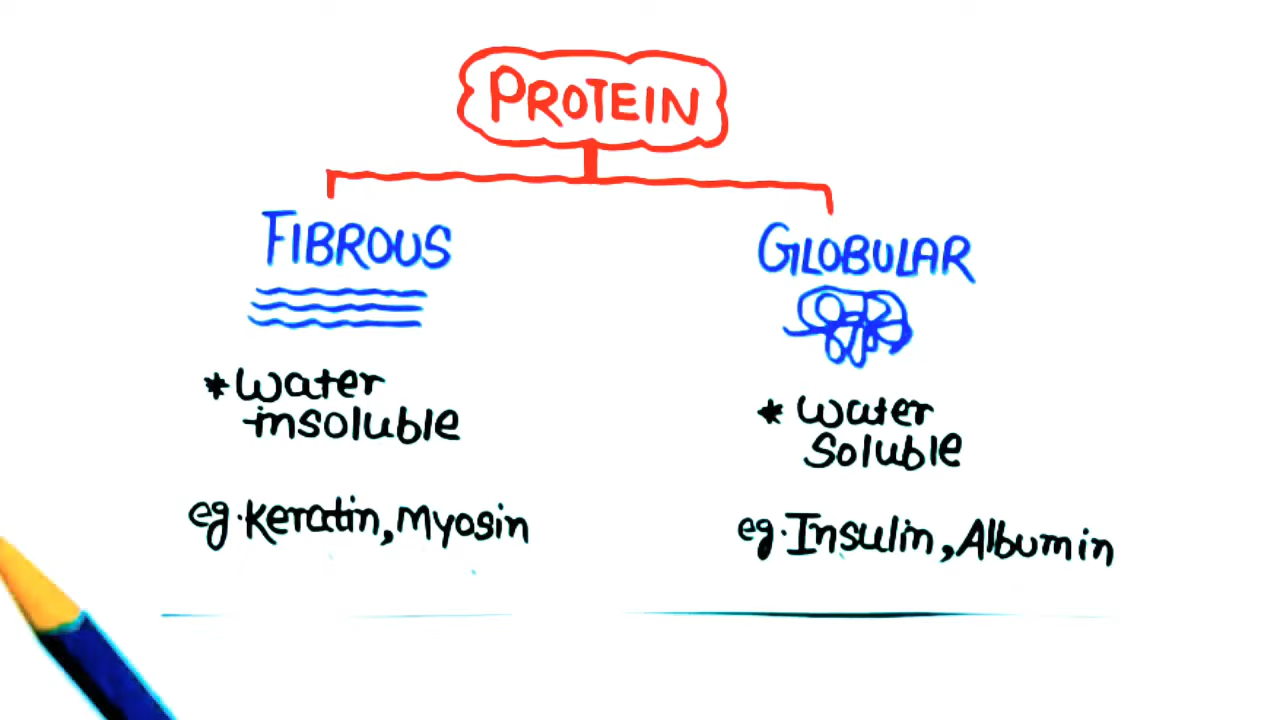 PROTEIN
FIBROUS
* water
insoluble
eg. Keratin, Myosin
GLOBULAR
* water
soluble
eg. Insulin, Albumin